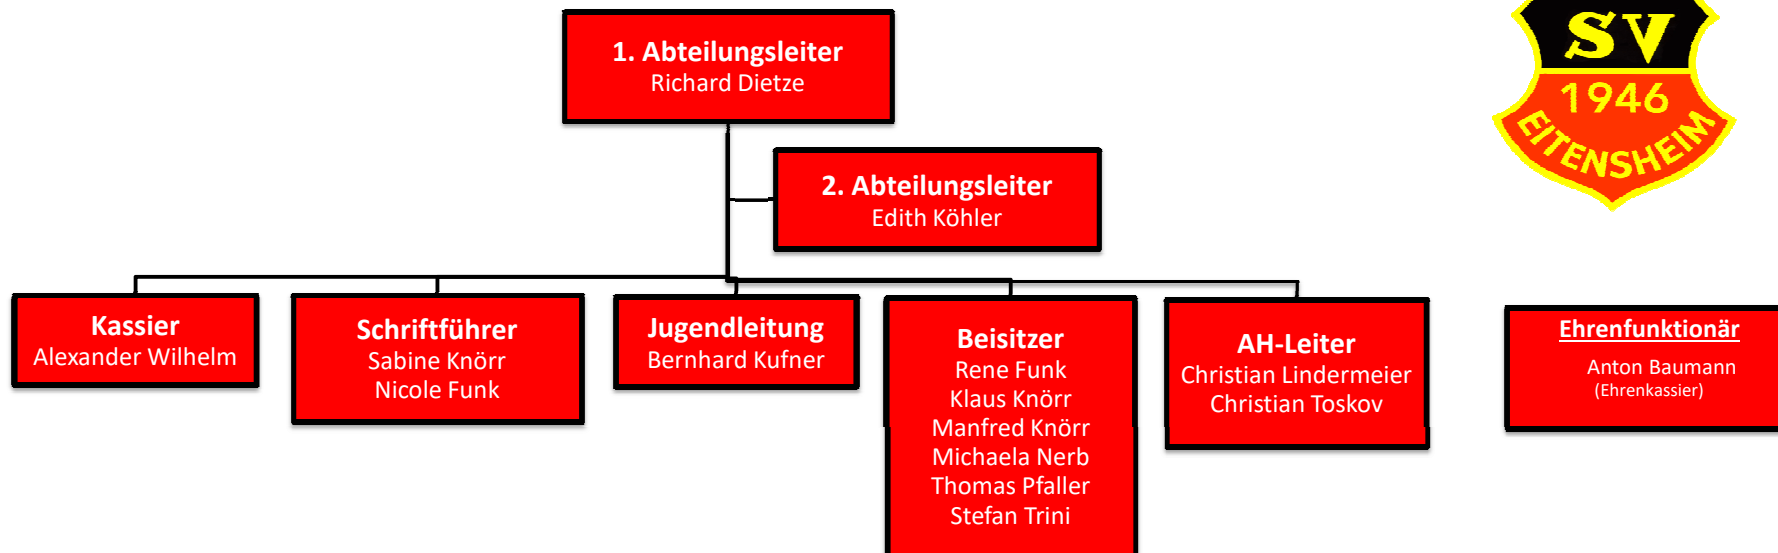 SV
1946
EITENSHEIM
1. Abteilungsleiter
Richard Dietze
2. Abteilungsleiter
Edith Köhler
Kassier
Alexander Wilhelm
Schriftführer
Sabine Knörr
Nicole Funk
Jugendleitung
Bernhard Kufner
Beisitzer
Rene Funk
Klaus Knörr
Manfred Knörr
Michaela Nerb
Thomas Pfaller
Stefan Trini
AH-Leiter
Christian Lindermeier
Christian Toskov
Ehrenfunktionär
Anton Baumann
(Ehrenkassier)